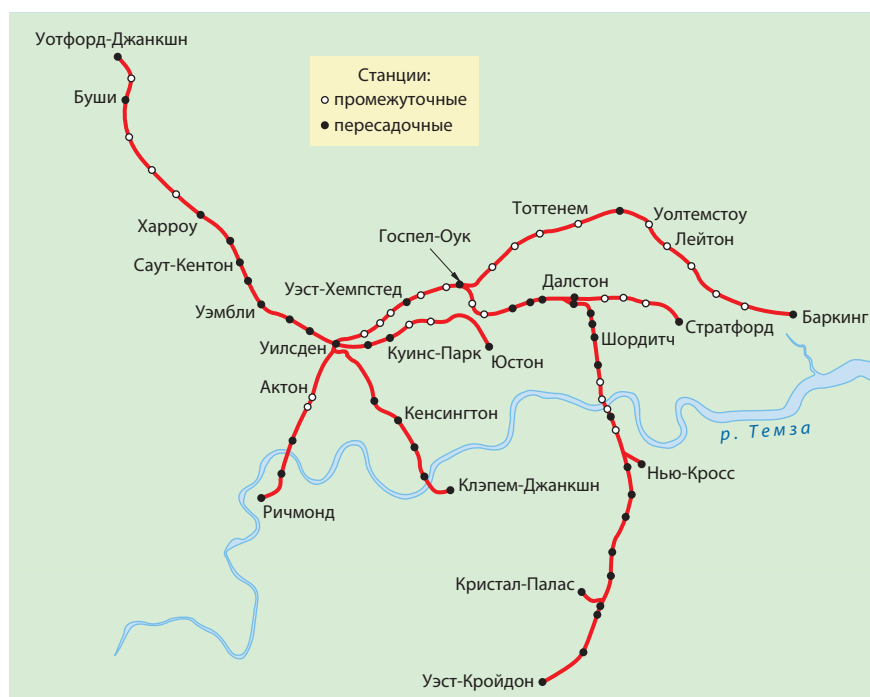 Уотфорд-Джанкшн
Станции:
промежуточные
пересадочные
Буши
Харроу
Саут-Кентон
Уэмбли
Уилсден
Уэст-Хемпстед
Госпел-Оук
Тоттенем
Уолтемстоу
Лейтон
Далстон
Баркинг
Стратфорд
Шордитч
Куинс-Парк
Юстон
Актон
Кенсингтон
р. Темза
Нью-Кросс
Клэпем-Джанкшн
Ричмонд
Кристал-Палас
Уэст-Кройдон